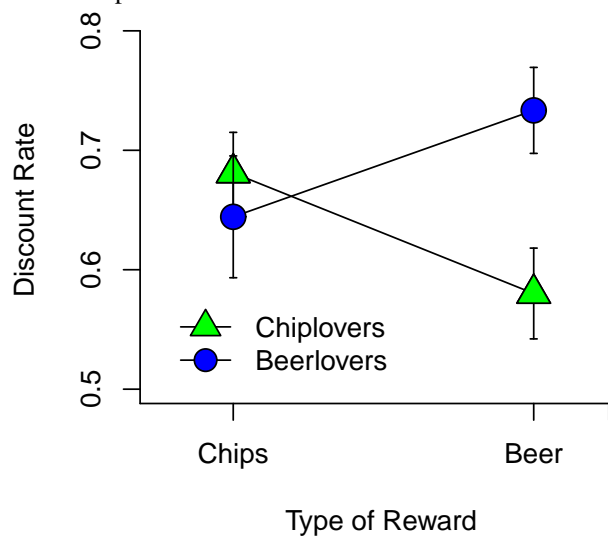 0.8
0.7
0.6
0.5
Discount Rate
Chiplovers
Beerlovers
Chips Beer
Type of Reward